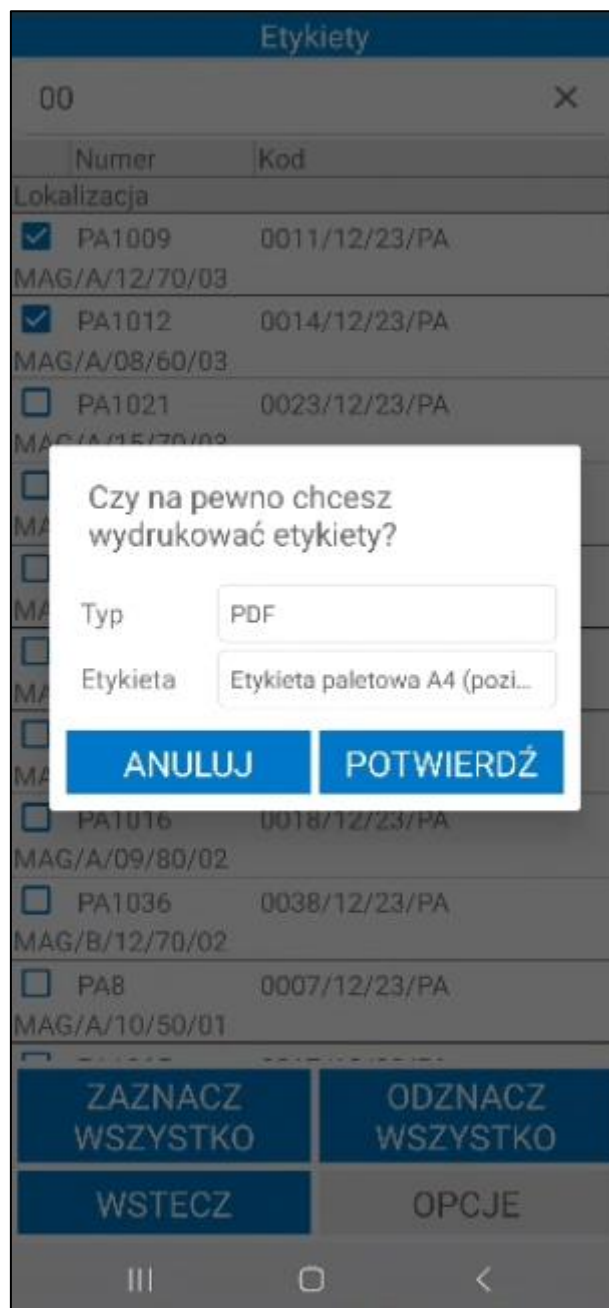 Etykiety
00
Numer Kod
Lokalizacja
PA1009 0011/12/23/PA
MAG/A/12/70/03
PA1012 0014/12/23/PA
MAG/A/08/60/03
PA1021 0023/12/23/PA
MAG/A/15/70/03
Czy na pewno chcesz
wydrukować etykiety?
Typ PDF
Etykieta Etykieta paletowa A4 (pozi...
ANULUJ POTWIERDŹ
PA1016 0018/12/23/PA
MAG/A/09/80/02
PA1036 0038/12/23/PA
MAG/B/12/70/02
PA8 0007/12/23/PA
MAG/A/10/50/01
ZAZNACZ
WSZYSTKO
ODZNACZ
WSZYSTKO
WSTECZ OPCJE